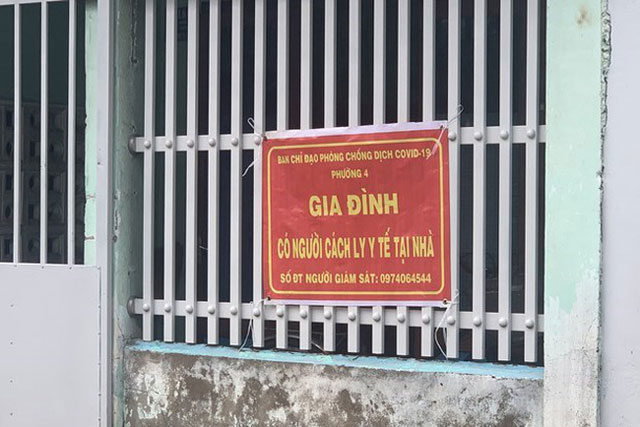 BAN CHỈ ĐẠO PHÒNG CHỐNG DỊCH COVID-19
PHƯỜNG 4
GIA ĐÌNH
CÓ NGƯỜI CÁCH LY Y TẾ TẠI NHÀ
SỐ ĐT NGƯỜI GIÁM SÁT: 0974064544